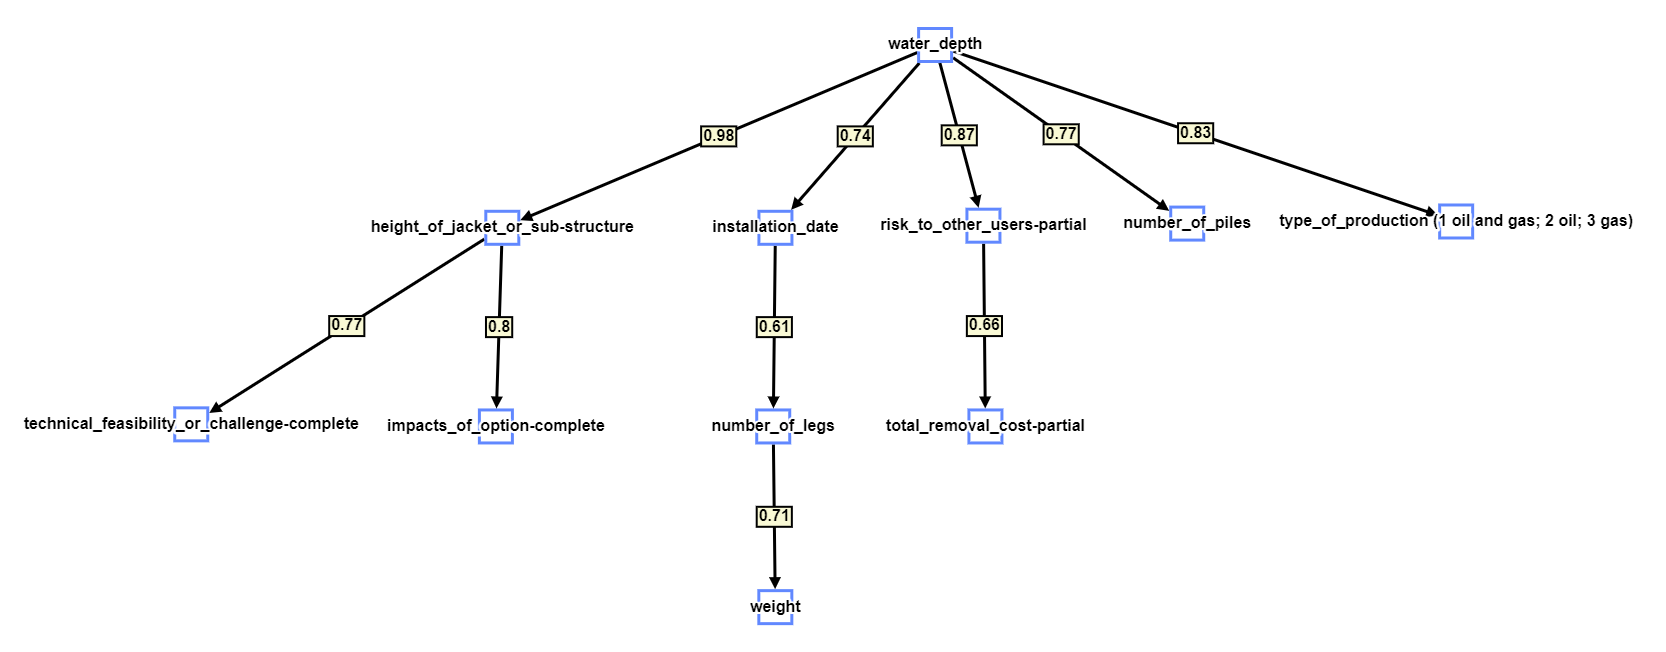 water_depth
0.98
0.74
0.87
0.77
0.83
height_of_jacket_or_sub-structure
installation_date
risk_to_other_users-partial
number_of_piles
type_of_production (1 oil and gas; 2 oil; 3 gas)
0.77
0.8
0.61
0.66
technical_feasibility_or_challenge-complete
impacts_of_option-complete
number_of_legs
total_removal_cost-partial
0.71
weight